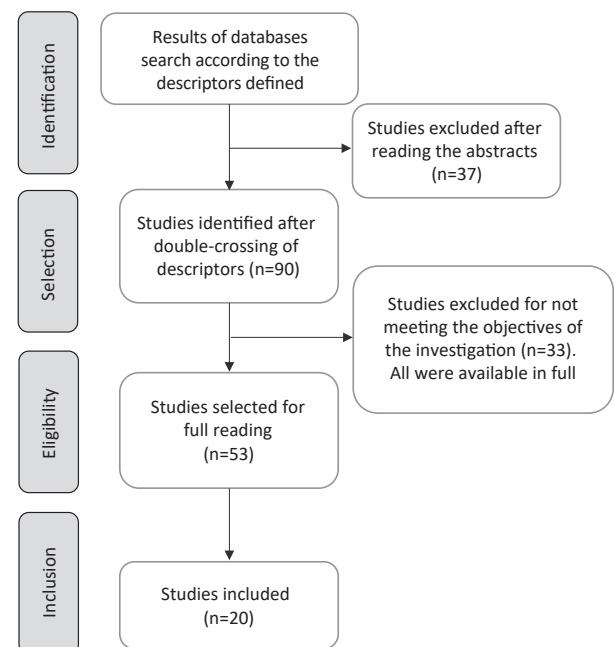 Identification
Results of databases
search according to the
descriptors defined
Studies excluded after
reading the abstracts
(n=37)
Selection
Studies identified after
double-crossing of
descriptors (n=90)
Studies excluded for not
meeting the objectives of
the investigation (n=33).
All were available in full
Eligibility
Studies selected for
full reading
(n=53)
Inclusion
Studies included
(n=20)